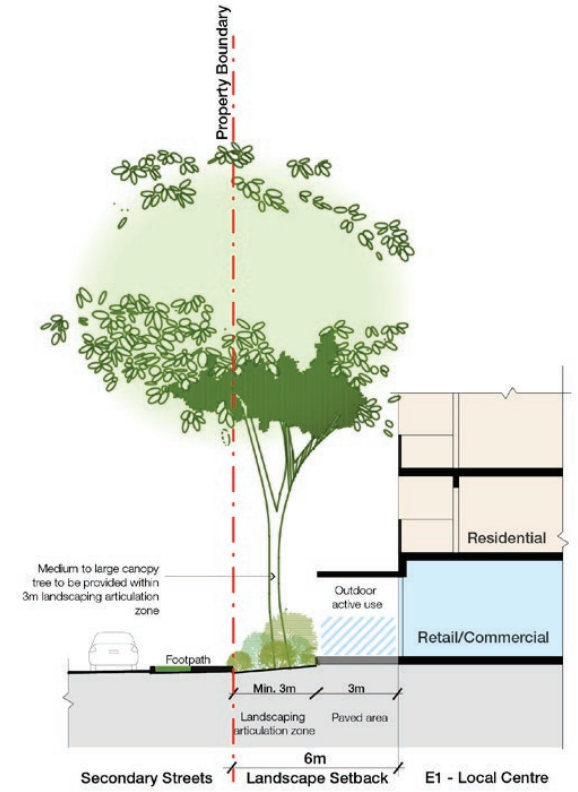 Property Boundary
Residential
Medium to large canopy
tree to be provided within
3m landscaping articulation
zone
Outdoor
active use
Retail/Commercial
Footpath
Min. 3m
3m
Landscaping
articulation zone
Paved area
6m
Secondary Streets
Landscape Setback
E1 - Local Centre